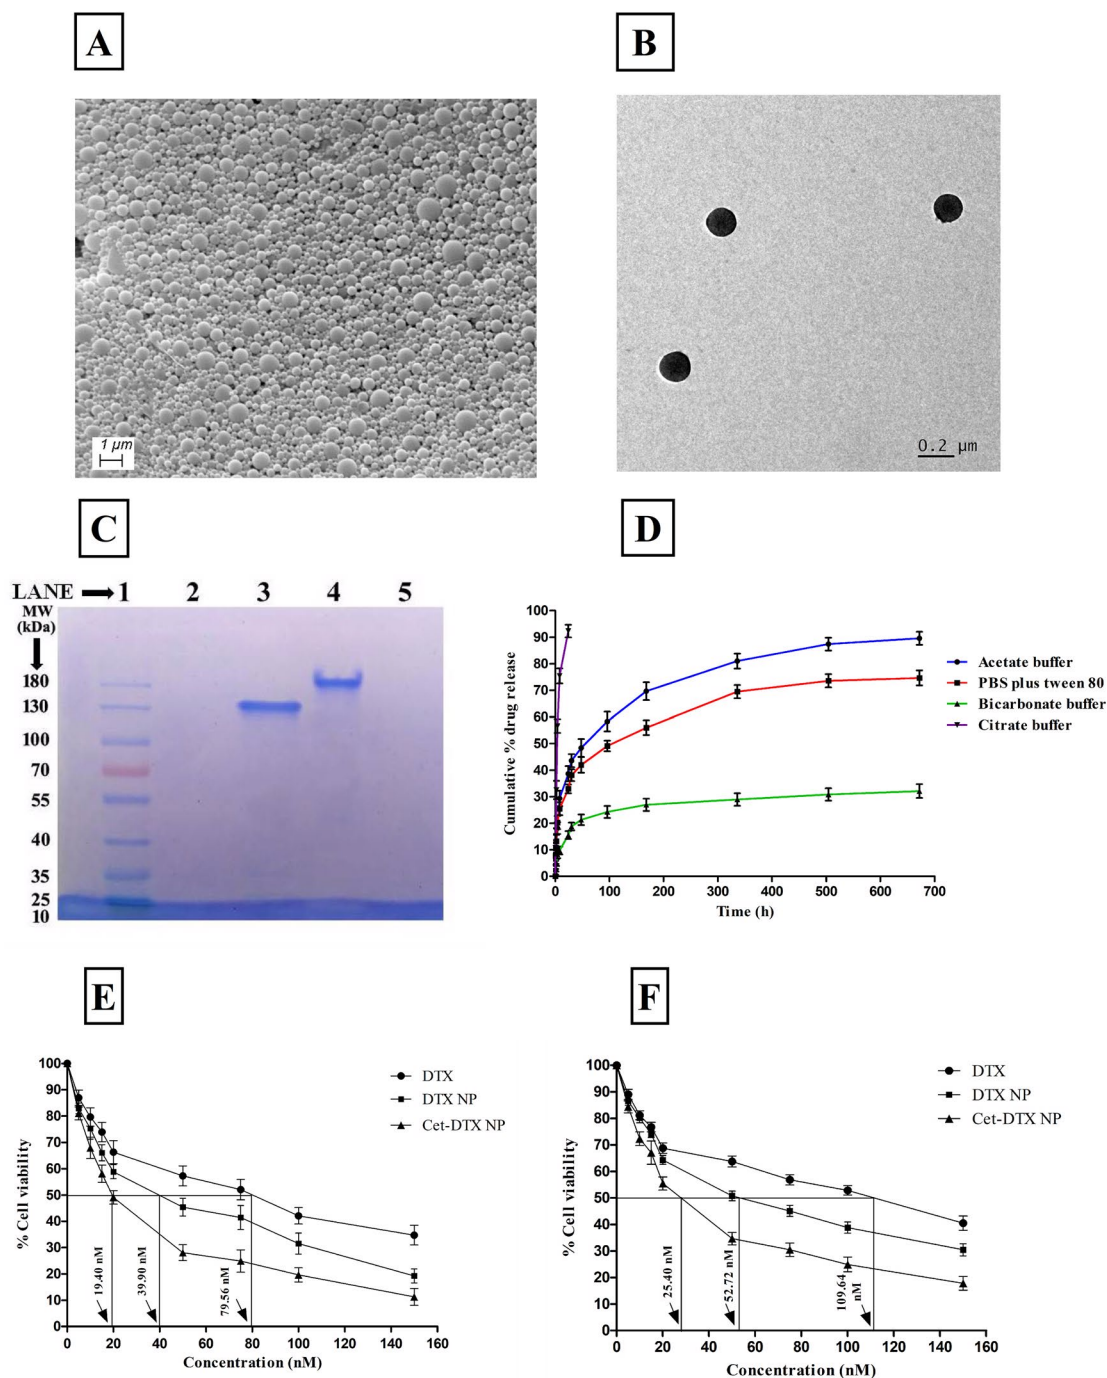 A
B
1 µm
0.2 µm
C
D
LANE 1 2 3 4 5
MW
(kDa)
180
130
100
70
55
40
35
25
10
Cumulative % drug release
100
90
80
70
60
50
40
30
20
10
0
0 100 200 300 400 500 600 700
Time (h)
Acetate buffer
PBS plus tween 80
Bicarbonate buffer
Citrate buffer
E
F
% Cell viability
100
90
80
70
60
50
40
30
20
10
0
0 20 40 60 80 100 120 140 160
Concentration (nM)
19.40 nM
39.90 nM
79.56 nM
DTX
DTX NP
Cet-DTX NP
% Cell viability
100
90
80
70
60
50
40
30
20
10
0
0 20 40 60 80 100 120 140 160
Concentration (nM)
25.40 nM
52.72 nM
109.64
nM
DTX
DTX NP
Cet-DTX NP